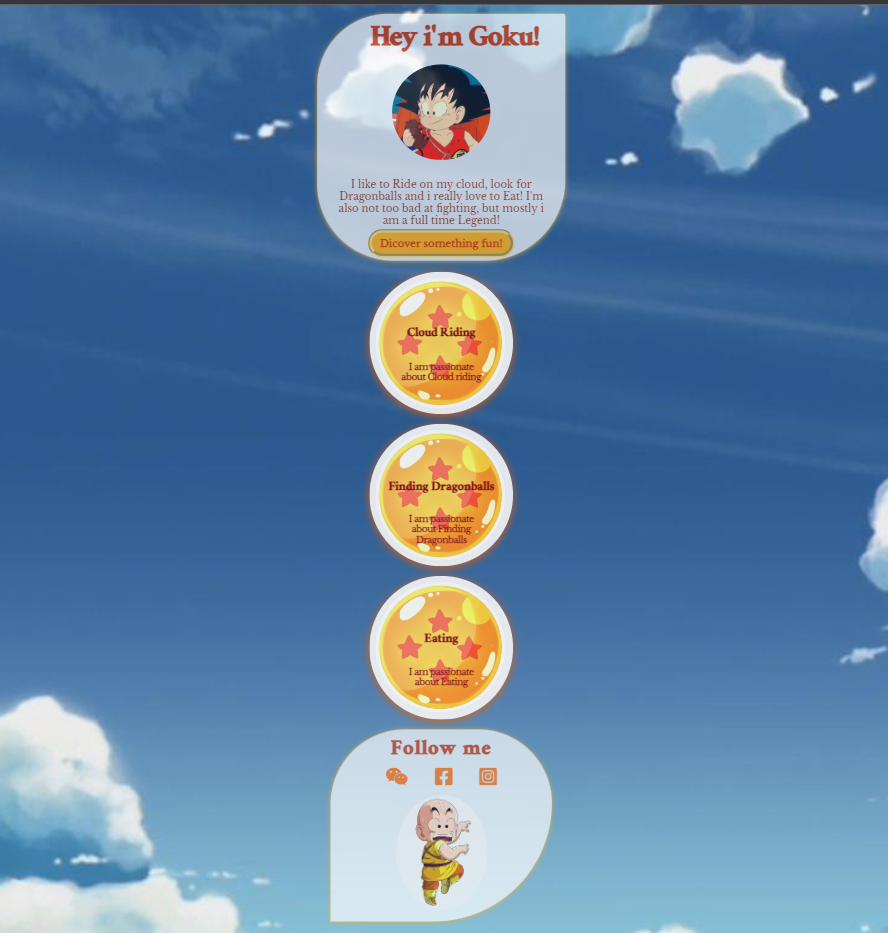 Hey i'm Goku!
I like to Ride on my cloud, look for
Dragonballs and i really love to Eat! I'm
also not too bad at fighting, but mostly i
am a full time Legend!
Dicover something fun!
Cloud Riding
I am passionate
about Cloud riding
Finding Dragonballs
I am passionate
about Finding
Dragonballs
Eating
I am passionate
about Eating
Follow me